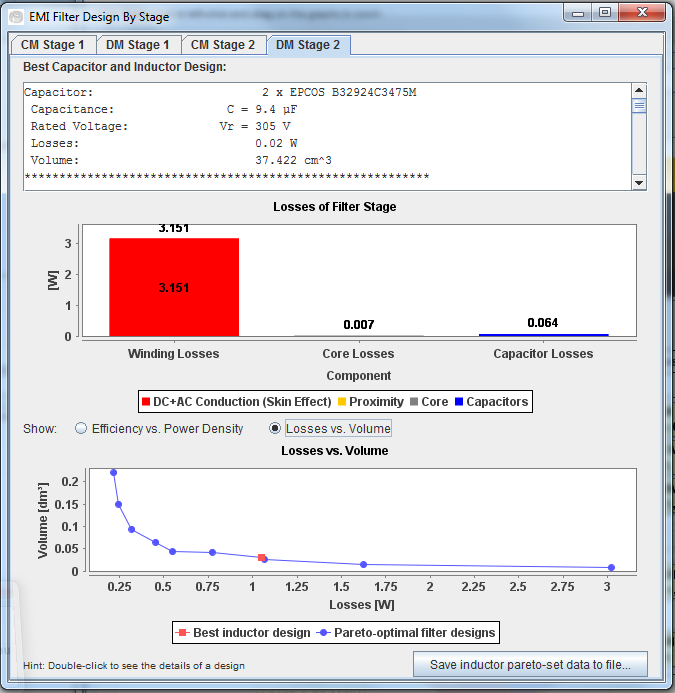 EMI Filter Design By Stage
CM Stage 1 DM Stage 1 CM Stage 2 DM Stage 2
Best Capacitor and Inductor Design:
Capacitor: 2 x EPCOS B32924C3475M
Capacitance: C = 9.4 µF
Rated Voltage: Vr = 305 V
Losses: 0.02 W
Volume: 37.422 cm^3
**********************************************************
Losses of Filter Stage
3.151
3
[W]
2
3.151
1
0.007
0.064
0
Winding Losses Core Losses Capacitor Losses
Component
DC+AC Conduction (Skin Effect) Proximity Core Capacitors
Show: Efficiency vs. Power Density Losses vs. Volume
Losses vs. Volume
Volume [dm³]
0.2
0.15
0.1
0.05
0
0.25 0.5 0.75 1 1.25 1.5 1.75 2 2.25 2.5 2.75 3
Losses [W]
Best inductor design Pareto-optimal filter designs
Hint: Double-click to see the details of a design
Save inductor pareto-set data to file...